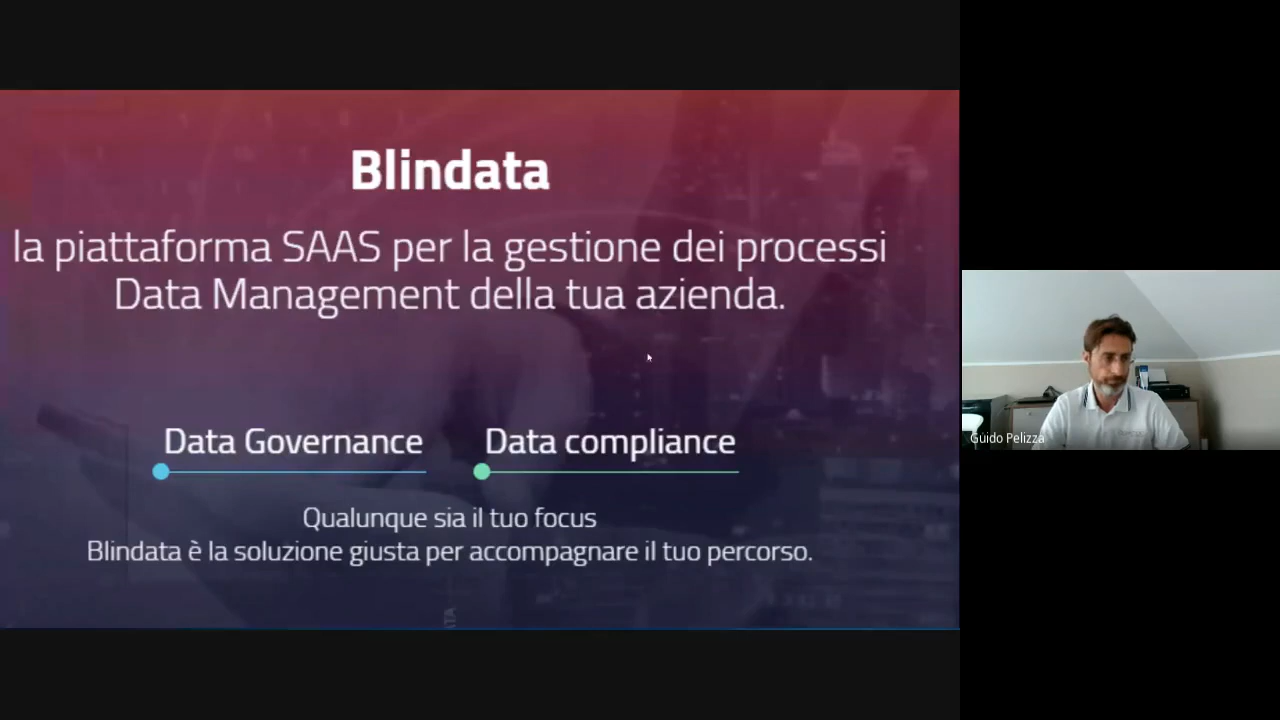 Blindata
la piattaforma SAAS per la gestione dei processi
Data Management della tua azienda.
Data Governance
Data compliance
Qualunque sia il tuo focus
Blindata è la soluzione giusta per accompagnare il tuo percorso.
Guido Pelizza